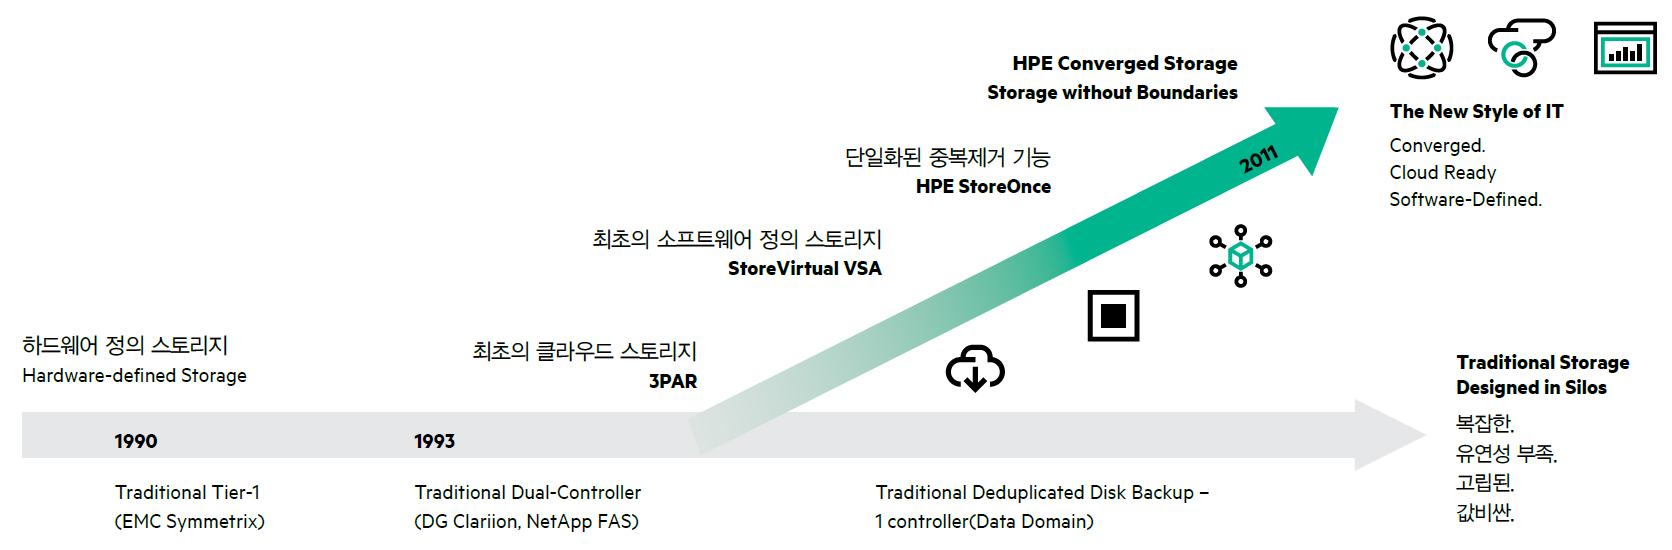 HPE Converged Storage
Storage without Boundaries
The New Style of IT
Converged.
Cloud Ready
Software-Defined.
2011
단일화된 중복제거 기능
HPE StoreOnce
최초의 소프트웨어 정의 스토리지
StoreVirtual VSA
최초의 클라우드 스토리지
3PAR
하드웨어 정의 스토리지
Hardware-defined Storage
1990
1993
Traditional Tier-1
(EMC Symmetrix)
Traditional Dual-Controller
(DG Clariion, NetApp FAS)
Traditional Deduplicated Disk Backup –
1 controller(Data Domain)
Traditional Storage
Designed in Silos
복잡한.
유연성 부족.
고립된.
값비싼.